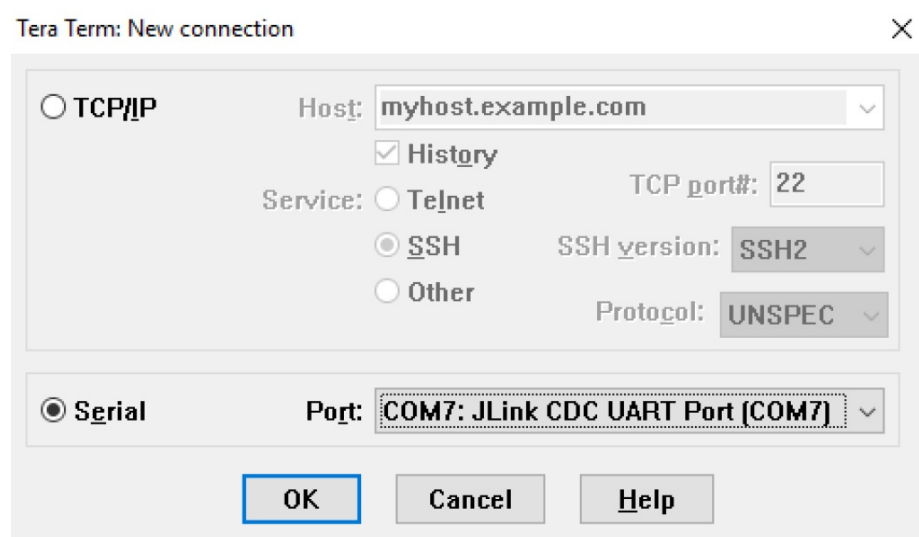 Tera Term: New connection
TCP/IP
Host: myhost.example.com
History
Service: Telnet
TCP port#: 22
SSH
SSH version: SSH2
Other
Protocol: UNSPEC
Serial
Port: COM7: JLink CDC UART Port (COM7)
OK Cancel Help